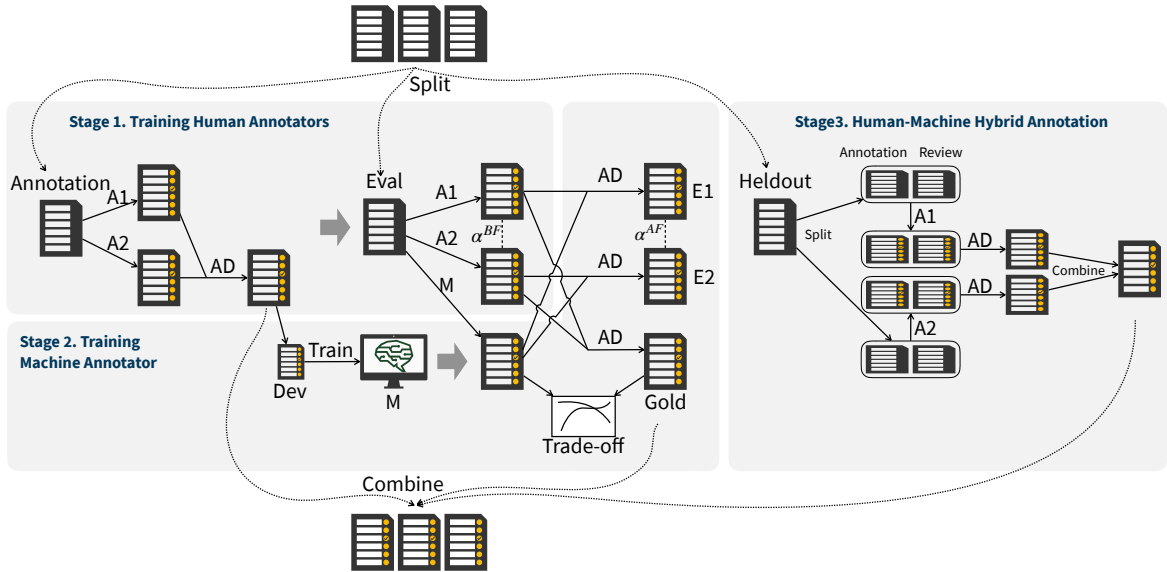 Split
Stage 1. Training Human Annotators
Stage3. Human-Machine Hybrid Annotation
Annotation
A1
A2
AD
Eval
A1
A2
M
α^{BF}
AD
AD
AD
E1
α^{AF}
E2
Gold
Trade-off
Stage 2. Training
Machine Annotator
Dev
Train
M
Heldout
Split
Annotation
Review
A1
A2
AD
AD
Combine
Combine